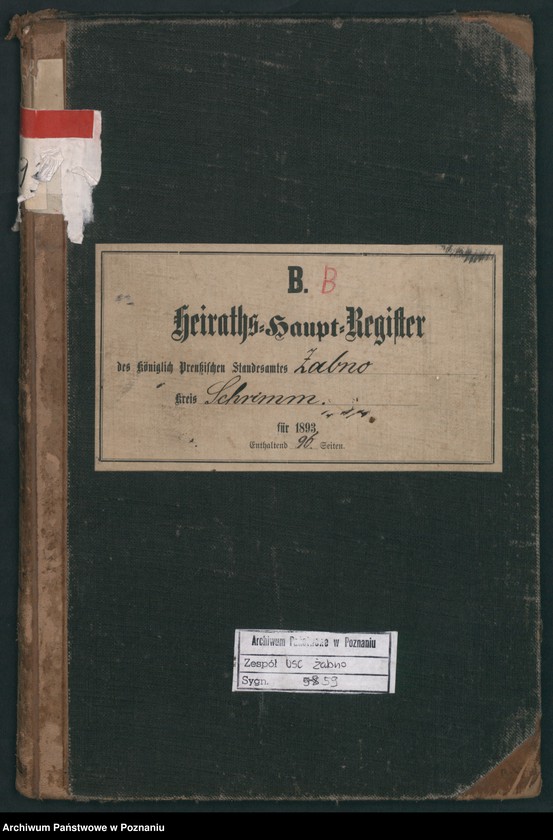 B. B
Heiraths-Haupt-Register
des Königlich Preußischen Standesamtes Żabno
Kreis Schrimm.
für 1893
Enthaltend 96 Seiten.
Archiwum Państwowe w Poznaniu
Zespół USC Żabno
Sygn. 59
Archiwum Państwowe w Poznaniu